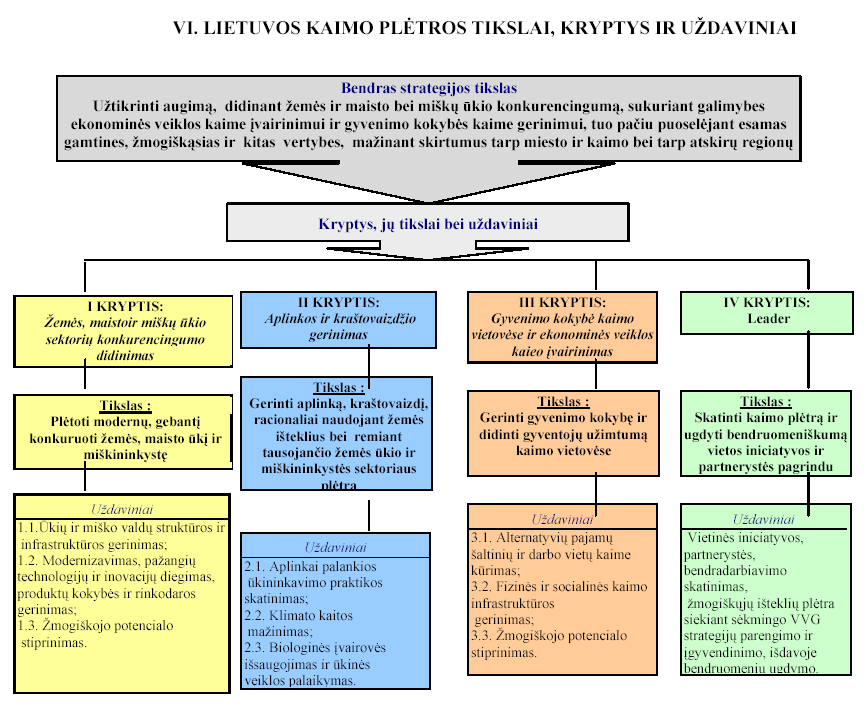 VI. LIETUVOS KAIMO PLĖTROS TIKSLAI, KRYPTYS IR UŽDAVINIAI
Bendras strategijos tikslas
Užtikrinti augimą, didinant žemės ir maisto bei miškų ūkio konkurencingumą, sukuriant galimybes
ekonominės veiklos kaime įvairinimui ir gyvenimo kokybės kaime gerinimui, tuo pačiu puoselėjant esamas
gamtines, žmogiškąsias ir kitas vertybes, mažinant skirtumus tarp miesto ir kaimo bei tarp atskirų regionų
Kryptys, jų tikslai bei uždaviniai
I KRYPTIS:
Žemės, maistoir miškų ūkio
sektorių konkurencingumo
didinimas
Tikslas :
Plėtoti modernų, gebantį
konkuruoti žemės, maisto ūkį ir
miškininkystę
Uždaviniai
1.1.Ūkių ir miško valdų struktūros ir
infrastruktūros gerinimas;
1.2. Modernizavimas, pažangių
technologijų ir inovacijų diegimas,
produktų kokybės ir rinkodaros
gerinimas;
1.3. Žmogiškojo potencialo
stiprinimas.
II KRYPTIS:
Aplinkos ir kraštovaizdžio
gerinimas
Tikslas :
Gerinti aplinką, kraštovaizdį,
racionaliai naudojant žemės
išteklius bei remiant
tausojančio žemės ūkio ir
miškininkystės sektoriaus
plėtrą
Uždaviniai
2.1. Aplinkai palankios
ūkininkavimo praktikos
skatinimas;
2.2. Klimato kaitos
mažinimas;
2.3. Biologinės įvairovės
išsaugojimas ir ūkinės
veiklos palaikymas.
III KRYPTIS:
Gyvenimo kokybė kaimo
vietovėse ir ekonominės veiklos
kaieo įvairinimas
Tikslas :
Gerinti gyvenimo kokybę ir
didinti gyventojų užimtumą
kaimo vietovėse
Uždaviniai
3.1. Alternatyvių pajamų
šaltinių ir darbo vietų kaime
kūrimas;
3.2. Fizinės ir socialinės kaimo
infrastruktūros
gerinimas;
3.3. Žmogiškojo potencialo
stiprinimas.
IV KRYPTIS:
Leader
Tikslas :
Skatinti kaimo plėtrą ir
ugdyti bendruomeniškumą
vietos iniciatyvos ir
partnerystės pagrindu
Uždaviniai
Vietinės iniciatyvos,
partnerystės,
bendradarbiavimo
skatinimas,
žmogiškųjų išteklių plėtra
siekiant sėkmingo VVG
strategijų parengimo ir
įgyvendinimo, išdavoje
bendruomenių ugdymo.